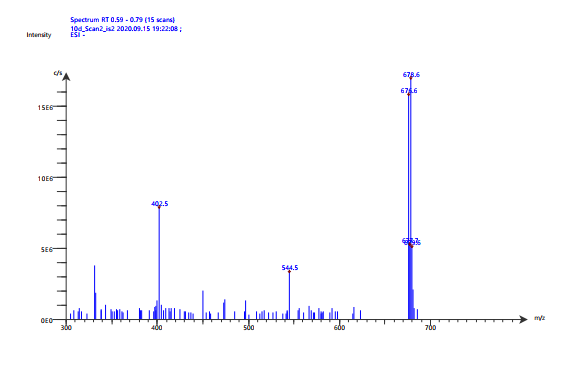 Spectrum RT 0.59 - 0.79 (15 scans)
10d_Scan2_is2 2020.09.15 19:22:08 ;
Intensity
ESI -
c/s
678.6
676.6
15E6
10E6
402.5
5E6
544.5
0E0
300
400
500
600
700
m/z